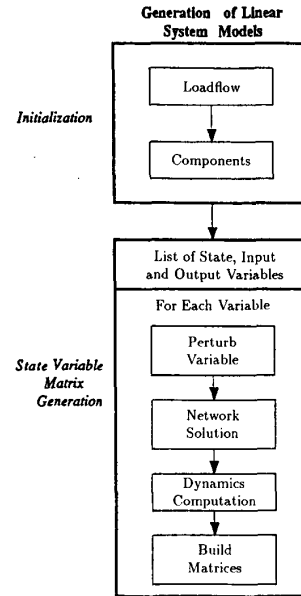 Generation of Linear
System Models
Initialization
Loadflow
Components
List of State, Input
and Output Variables
For Each Variable
State Variable
Matrix
Generation
Perturb
Variable
Network
Solution
Dynamics
Computation
Build
Matrices